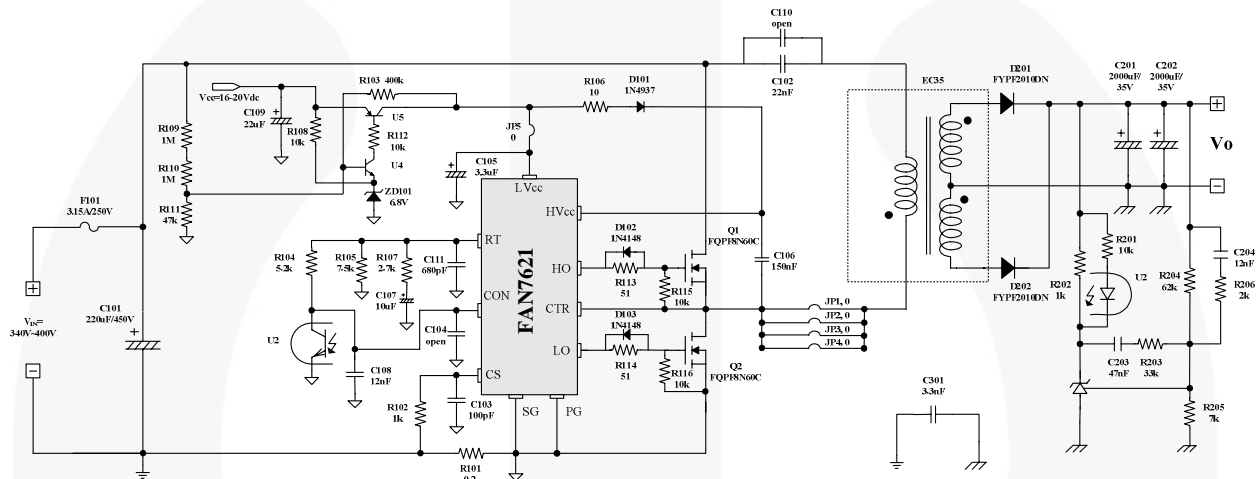 C110
open
C102
22nF
EC35
D201
FYPF2010DN
C201
2000uF/
35V
C202
2000uF/
35V
R103 400k
R106
10
D101
1N4937
Vcc=16~20Vdc
C109
22uF
R108
10k
U5
R112
10k
JP5
0
R109
1M
R110
1M
R111
47k
U4
ZD101
6.8V
C105
3.3uF
F101
3.15A/250V
+
VIN=
340V~400V
-
C101
220uF/450V
+
R104
5.2k
R105
7.5k
R107
2.7k
C107
10uF
C111
680pF
C104
open
U2
C108
12nF
R102
1k
C103
100pF
R101
LVcc
RT
CON
CS
SG
PG
HVcc
HO
CTR
LO
FAN7621
D102
1N4148
R113
51
R115
10k
Q1
FQPF8N60C
C106
150nF
D103
1N4148
R114
51
R116
10k
Q2
FQPF8N60C
JP1, 0
JP2, 0
JP3, 0
JP4, 0
D202
FYPF2010DN
+
Vo
-
R201
10k
R202
1k
U2
R204
62k
C204
12nF
R206
2k
C203
47nF
R203
33k
R205
7k
C301
3.3nF